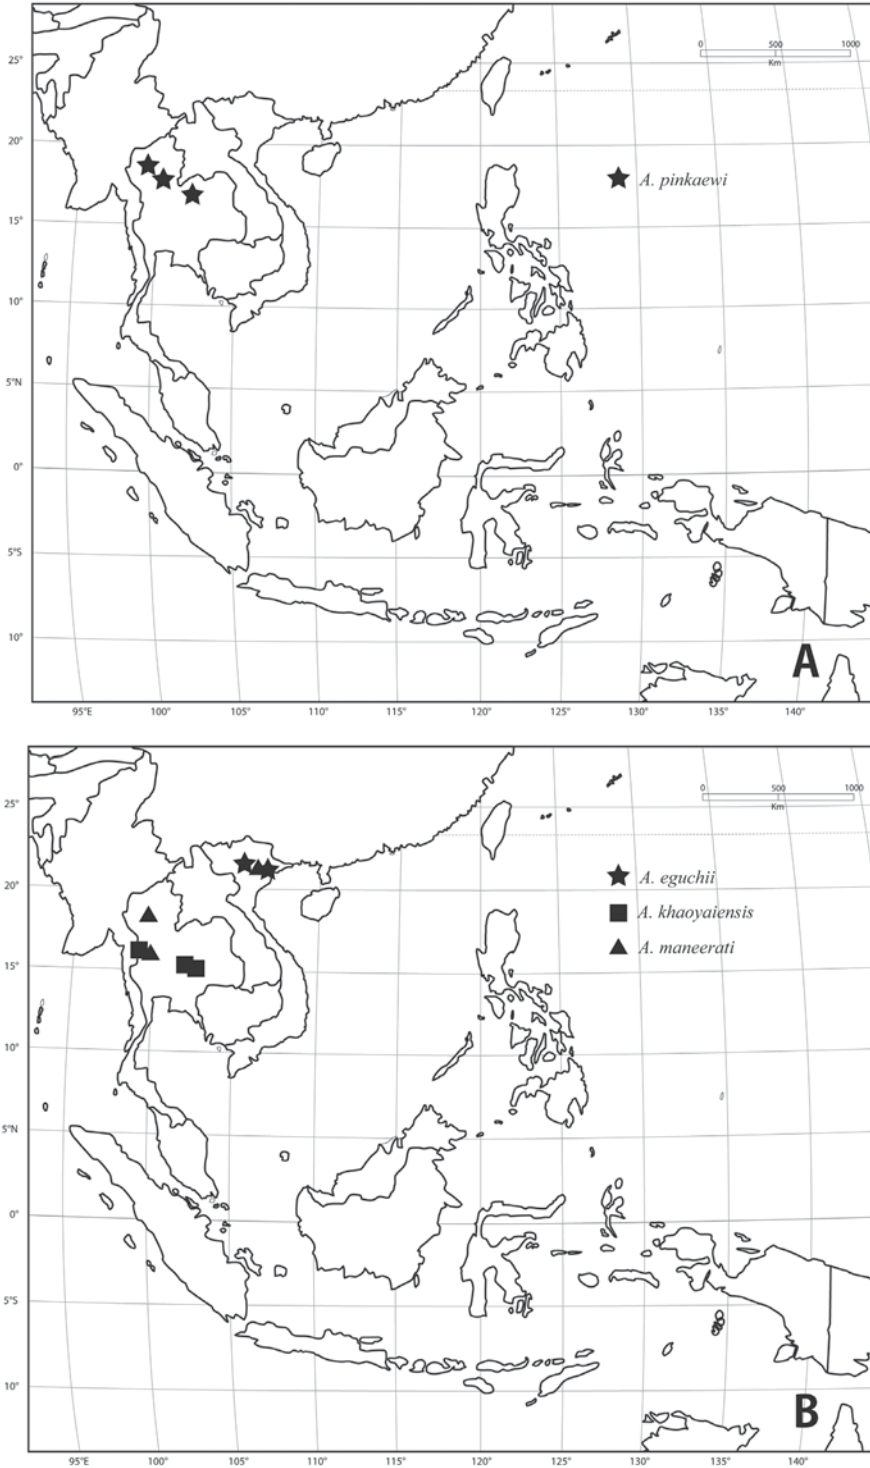 0 500 1000
Km
25°
20°
A. pinkaewi
15°
10°
5°N
0°
5°S
10°
A
95°E 100° 105° 110° 115° 120° 125° 130° 135° 140°
0 500 1000
Km
25°
A. eguchii
20°
A. khaoyaiensis
A. maneerati
15°
10°
5°N
0°
5°S
10°
B
95°E 100° 105° 110° 115° 120° 125° 130° 135° 140°